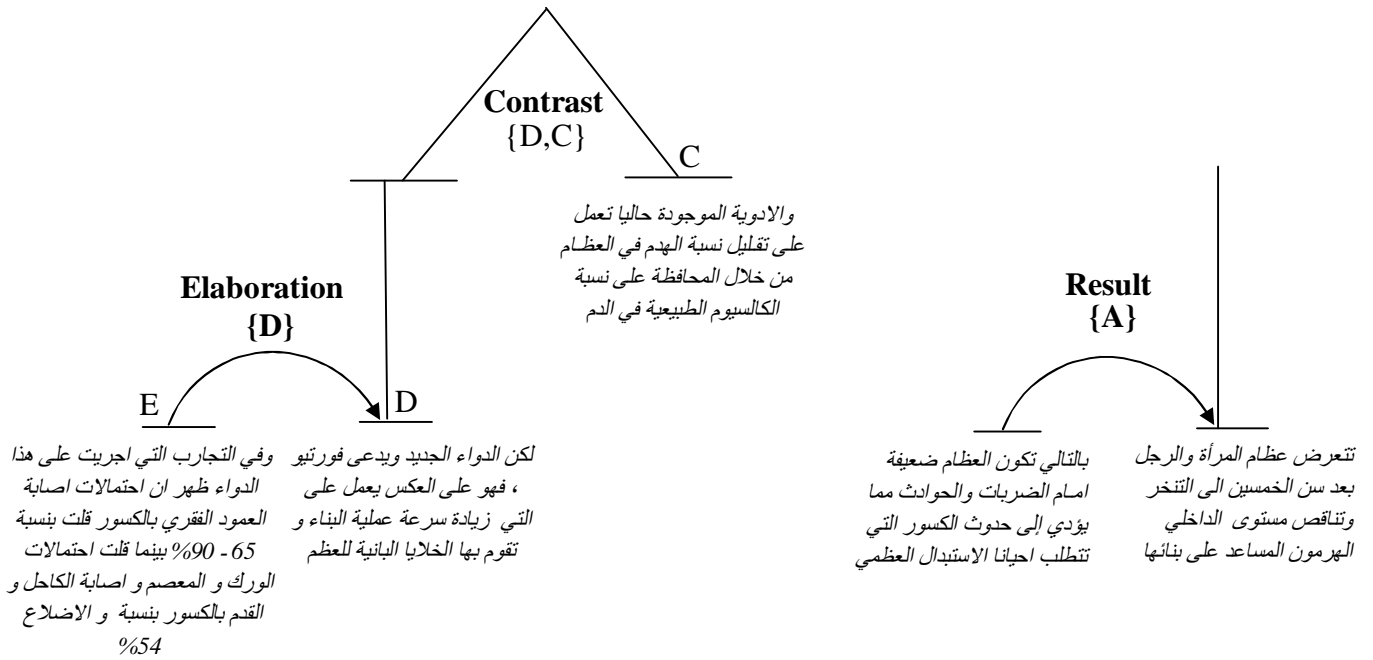 Contrast
{D,C}
C
والادوية الموجودة حاليا تعمل
على تقليل نسبة الهدم في العظام
من خلال المحافظة على نسبة
الكالسيوم الطبيعية في الدم
Result
{A}
تتعرض عظام المرأة والرجل
بعد سن الخمسين الى التنخر
وتناقص مستوى الداخلي
الهرمون المساعد على بنائها
بالتالي تكون العظام ضعيفة
امام الضربات والحوادث مما
يؤدي إلى حدوث الكسور التي
تتطلب احيانا الاستبدال العظمي
Elaboration
{D}
D
لكن الدواء الجديد ويدعى فورتيو
، فهو على العكس يعمل على
زيادة سرعة عملية البناء و التي
تقوم بها الخلايا البانية للعظم
E
وفي التجارب التي اجريت على هذا
الدواء ظهر ان احتمالات اصابة
العمود الفقري بالكسور قلت بنسبة
65 - 90% بينما قلت احتمالات
اصابة الكاحل و المعصم و الورك
و الاضلاع و القدم بالكسور بنسبة
54%